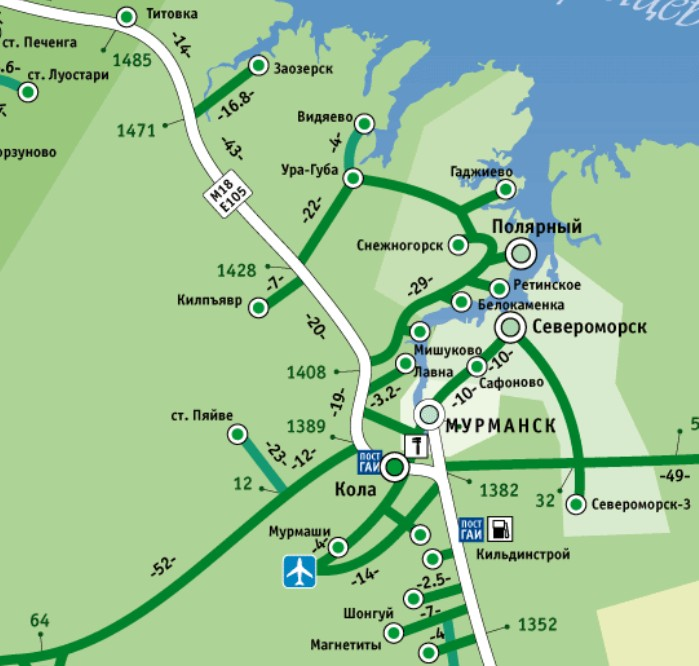 Титовка
ст. Печенга
1485
-14-
.6-
ст. Луостари
Заозерск
-16.8-
1471
Видяево
-43-
-4-
Ура-Губа
Гаджиево
М18
Е105
-22-
Полярный
Снежногорск
1428
-7-
-29-
Ретинское
Килпъявр
Белокаменка
-20-
Североморск
Мишуково
-10-
1408
Лавна
Сафоново
-3.2-
-10-
-19-
ст. Пяйве
1389
МУРМАНСК
-23-
-12-
ПОСТ
ГАИ
-49-
12
Кола
1382
32
Североморск-3
Мурмаши
-4-
ПОСТ
ГАИ
Кильдинстрой
-52-
-14-
-2.5-
Шонгуй
-7-
64
Магнетиты
-4
1352